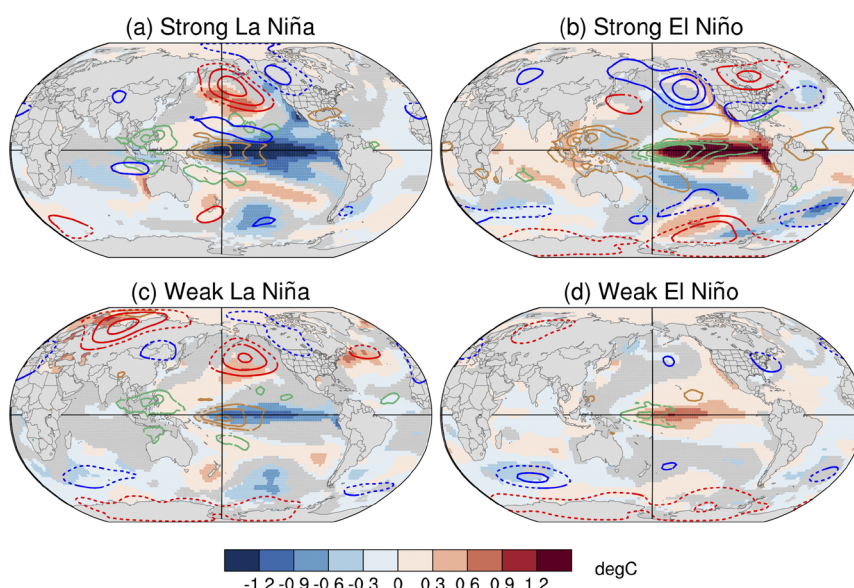 (a) Strong La Niña
(b) Strong El Niño
(c) Weak La Niña
(d) Weak El Niño
-1.2 -0.9 -0.6 -0.3 0 0.3 0.6 0.9 1.2 degC